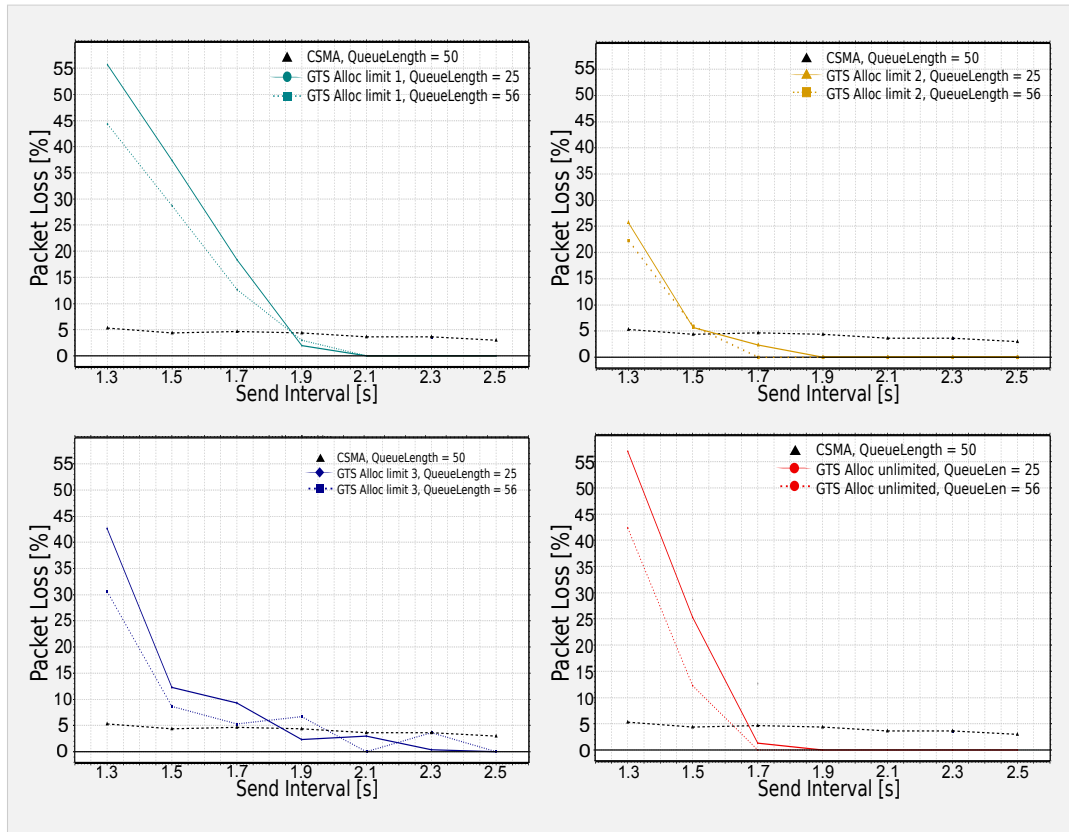 CSMA, QueueLength = 50
GTS Alloc limit 1, QueueLength = 25
GTS Alloc limit 1, QueueLength = 56
Packet Loss [%]
55
50
45
40
35
30
25
20
15
10
5
0
1.3 1.5 1.7 1.9 2.1 2.3 2.5
Send Interval [s]
CSMA, QueueLength = 50
GTS Alloc limit 2, QueueLength = 25
GTS Alloc limit 2, QueueLength = 56
Packet Loss [%]
55
50
45
40
35
30
25
20
15
10
5
0
1.3 1.5 1.7 1.9 2.1 2.3 2.5
Send Interval [s]
CSMA, QueueLength = 50
GTS Alloc limit 3, QueueLength = 25
GTS Alloc limit 3, QueueLength = 56
Packet Loss [%]
55
50
45
40
35
30
25
20
15
10
5
0
1.3 1.5 1.7 1.9 2.1 2.3 2.5
Send Interval [s]
CSMA, QueueLength = 50
GTS Alloc unlimited, QueueLen = 25
GTS Alloc unlimited, QueueLen = 56
Packet Loss [%]
55
50
45
40
35
30
25
20
15
10
5
0
1.3 1.5 1.7 1.9 2.1 2.3 2.5
Send Interval [s]